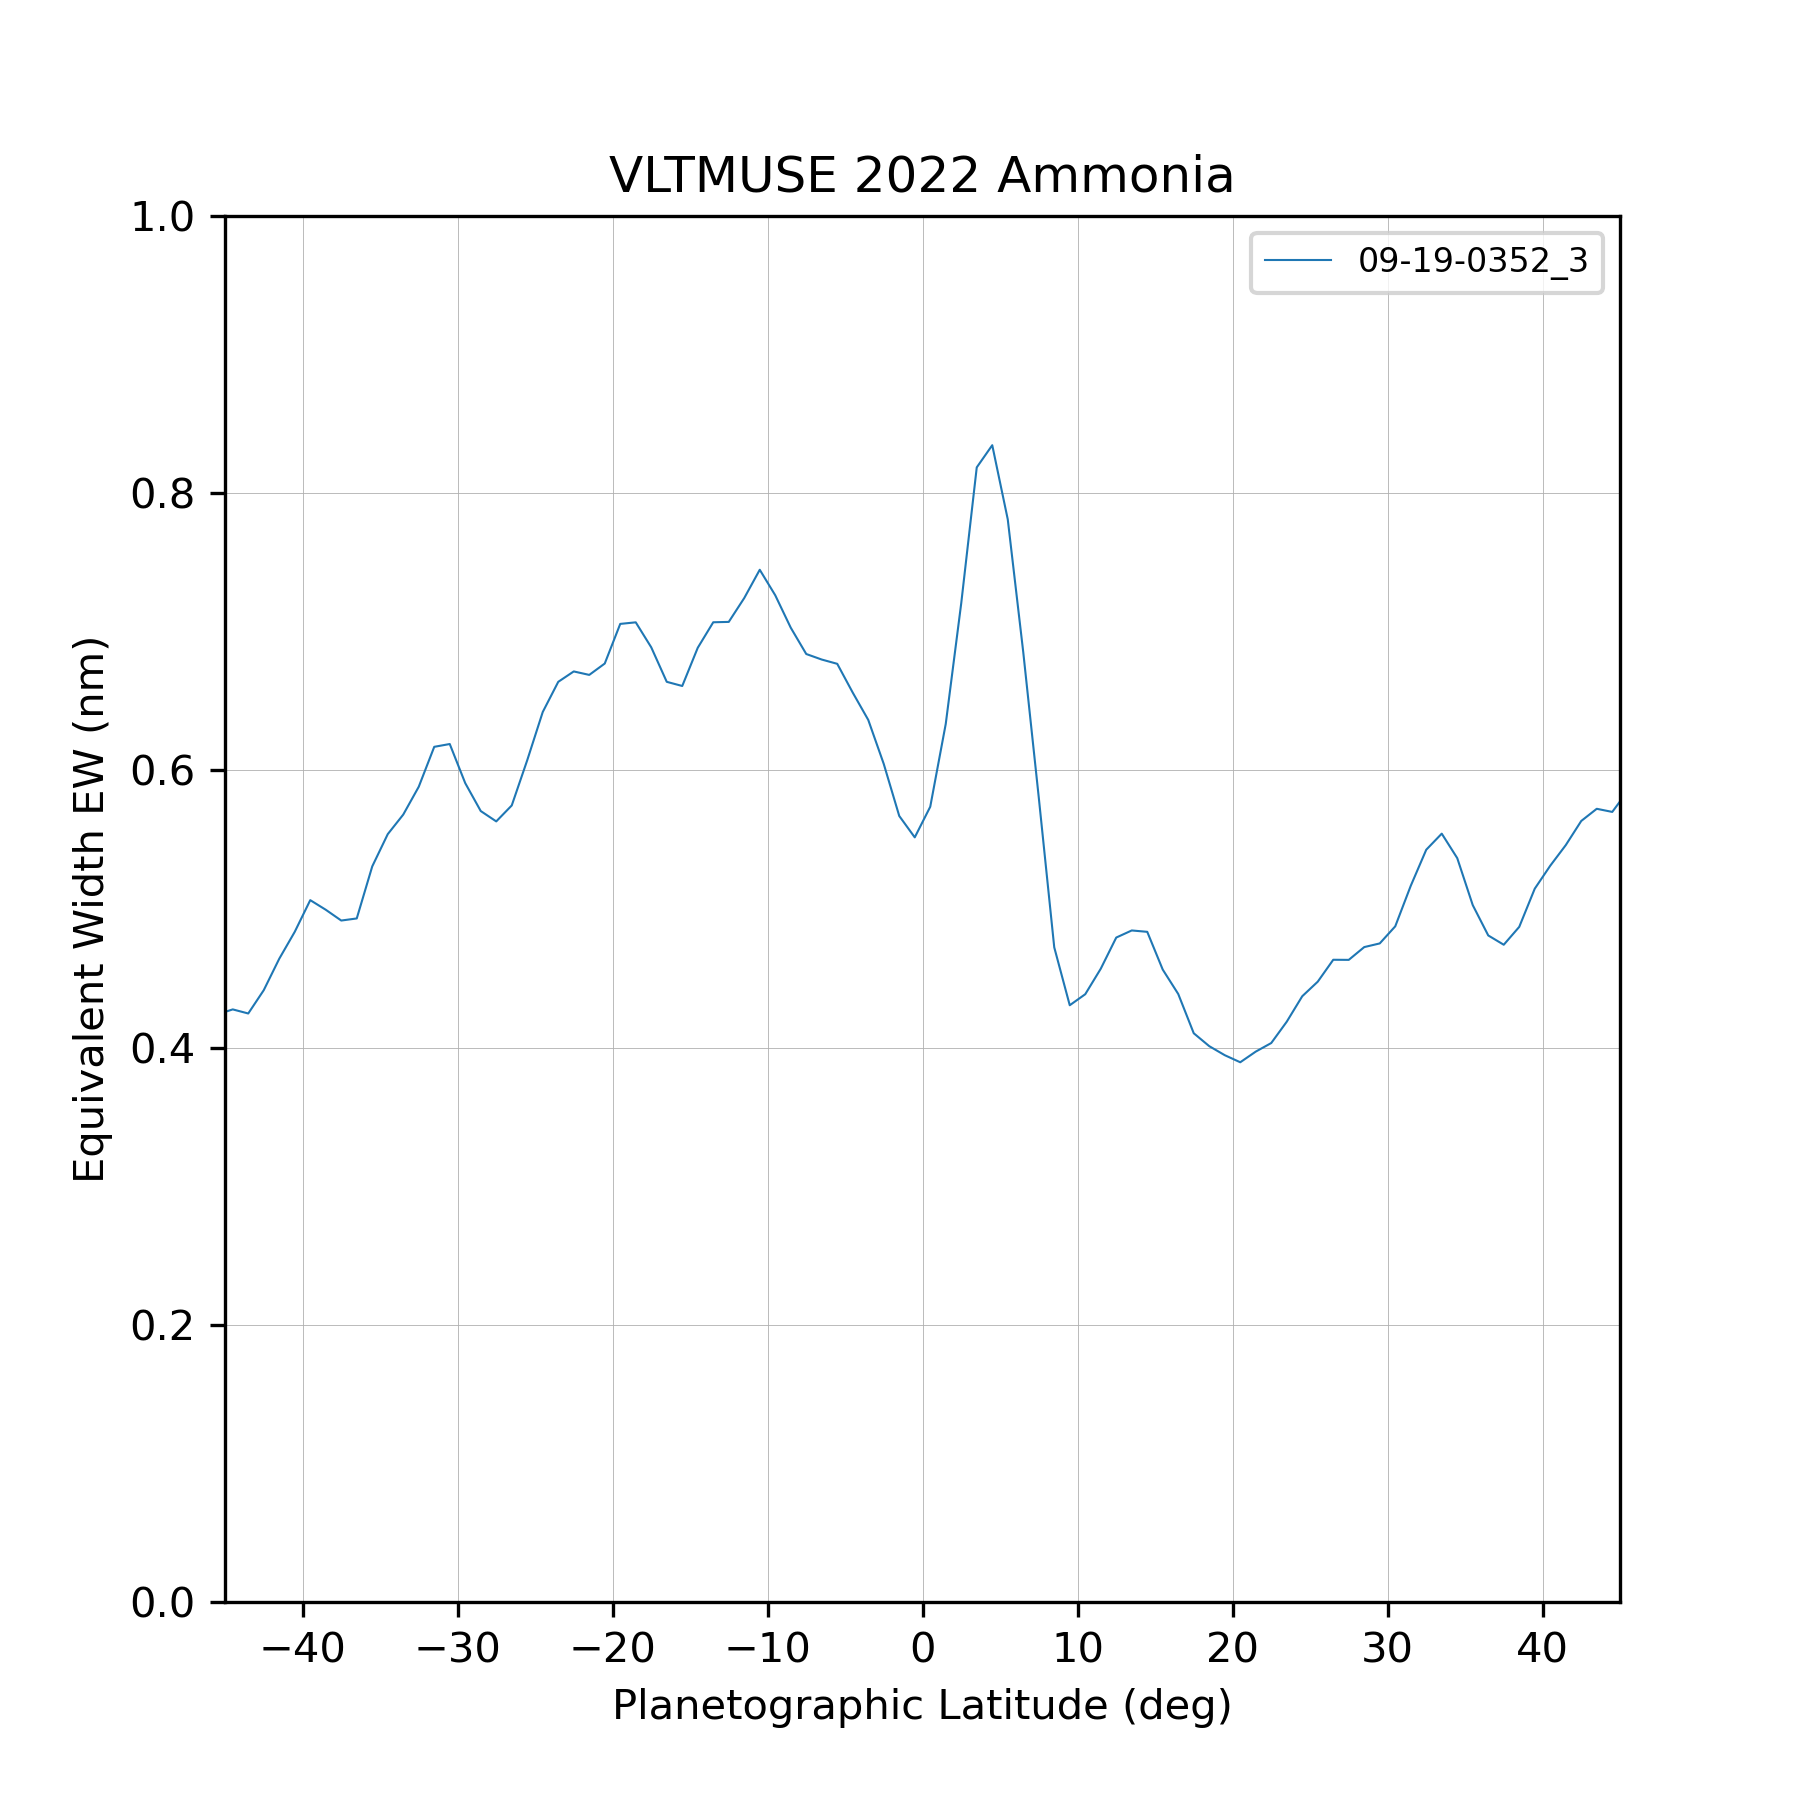 VLTMUSE 2022 Ammonia
1.0
0.8
0.6
0.4
0.2
0.0
Equivalent Width EW (nm)
09-19-0352_3
−40 −30 −20 −10 0 10 20 30 40
Planetographic Latitude (deg)